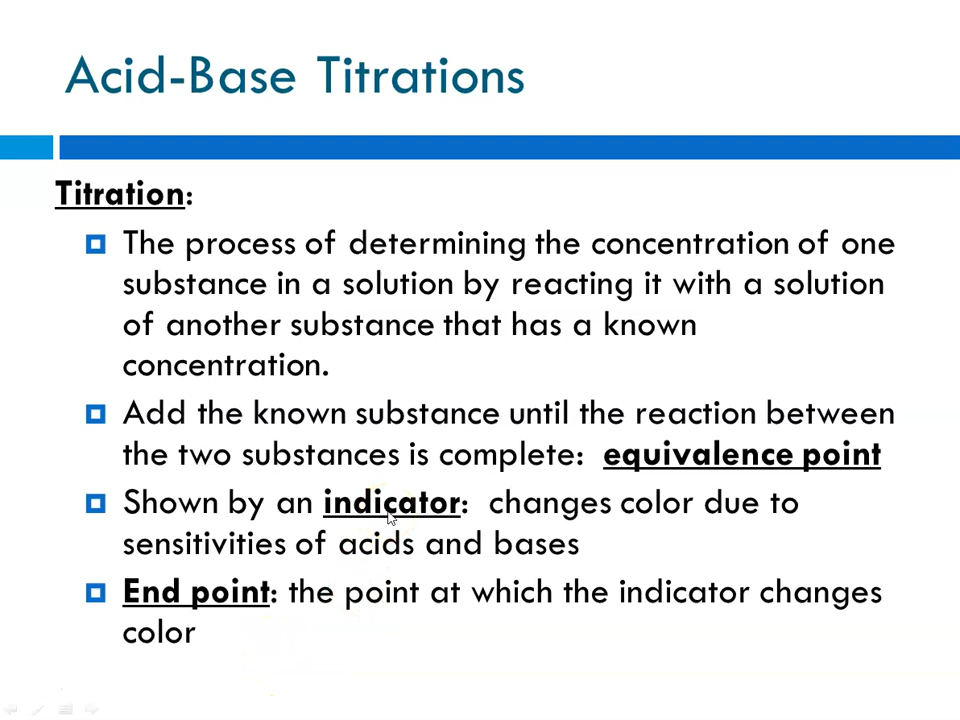 Acid-Base Titrations
Titration:
The process of determining the concentration of one
substance in a solution by reacting it with a solution
of another substance that has a known
concentration.
Add the known substance until the reaction between
the two substances is complete: equivalence point
Shown by an indicator: changes color due to
sensitivities of acids and bases
End point: the point at which the indicator changes
color